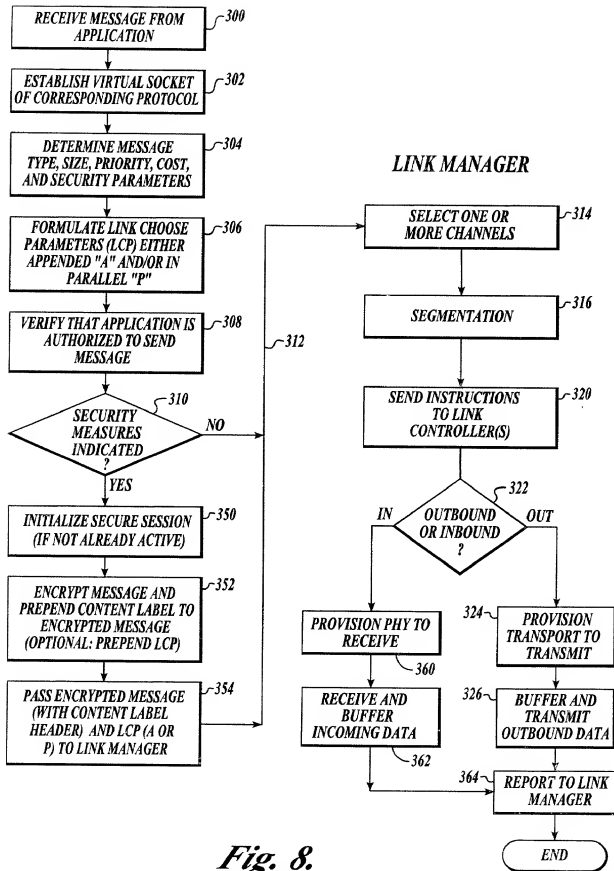 RECEIVE MESSAGE FROM
APPLICATION
300
ESTABLISH VIRTUAL SOCKET
OF CORRESPONDING PROTOCOL
302
DETERMINE MESSAGE
TYPE, SIZE, PRIORITY, COST,
AND SECURITY PARAMETERS
304
FORMULATE LINK CHOOSE
PARAMETERS (LCP) EITHER
APPENDED "A" AND/OR IN
PARALLEL "P"
306
VERIFY THAT APPLICATION IS
AUTHORIZED TO SEND
MESSAGE
308
310
SECURITY
MEASURES
INDICATED
?
NO
YES
312
INITIALIZE SECURE SESSION
(IF NOT ALREADY ACTIVE)
350
ENCRYPT MESSAGE AND
PREPEND CONTENT LABEL TO
ENCRYPTED MESSAGE
(OPTIONAL: PREPEND LCP)
352
PASS ENCRYPTED MESSAGE
(WITH CONTENT LABEL
HEADER) AND LCP (A OR
P) TO LINK MANAGER
354
LINK MANAGER
SELECT ONE OR
MORE CHANNELS
314
SEGMENTATION
316
SEND INSTRUCTIONS
TO LINK
CONTROLLER(S)
320
322
IN
OUTBOUND
OR INBOUND
?
OUT
PROVISION PHY TO
RECEIVE
360
RECEIVE AND
BUFFER
INCOMING DATA
362
324
PROVISION
TRANSPORT TO
TRANSMIT
326
BUFFER AND
TRANSMIT
OUTBOUND DATA
364
REPORT TO LINK
MANAGER
END
Fig. 8.